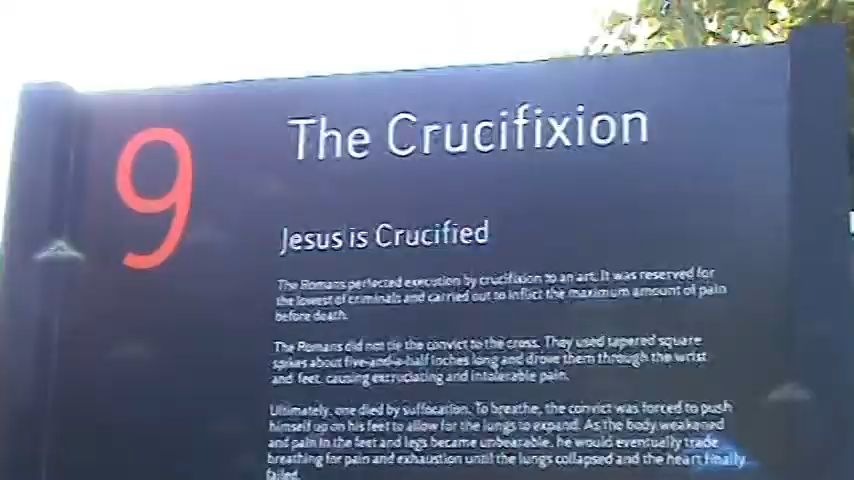 9
The Crucifixion
Jesus is Crucified
The Romans perfected execution by crucifixion to an art. It was reserved for
the lowest of criminals and carried out to inflict the maximum amount of pain
before death.
The Romans did not tie the convict to the cross. They used tapered square
spikes about five-and-a-half inches long and drove them through the wrist
and feet, causing excruciating and intolerable pain.
Ultimately, one died by suffocation. To breathe, the convict was forced to push
himself up on his feet to allow for the lungs to expand. As the body weakened
and pain in the feet and legs became unbearable, he would eventually trade
breathing for pain and exhaustion until the lungs collapsed and the heart finally
failed.